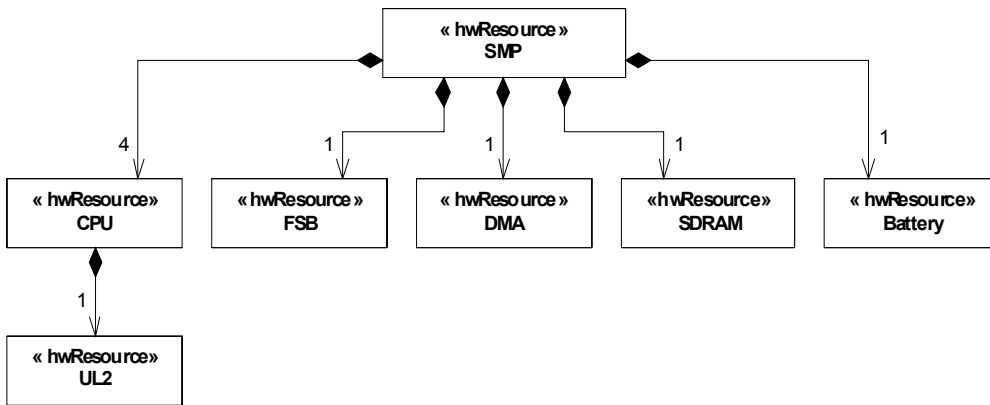 « hwResource »
SMP
4
1
1
1
1
« hwResource»
CPU
« hwResource»
FSB
« hwResource»
DMA
«hwResource»
SDRAM
« hwResource»
Battery
1
« hwResource»
UL2